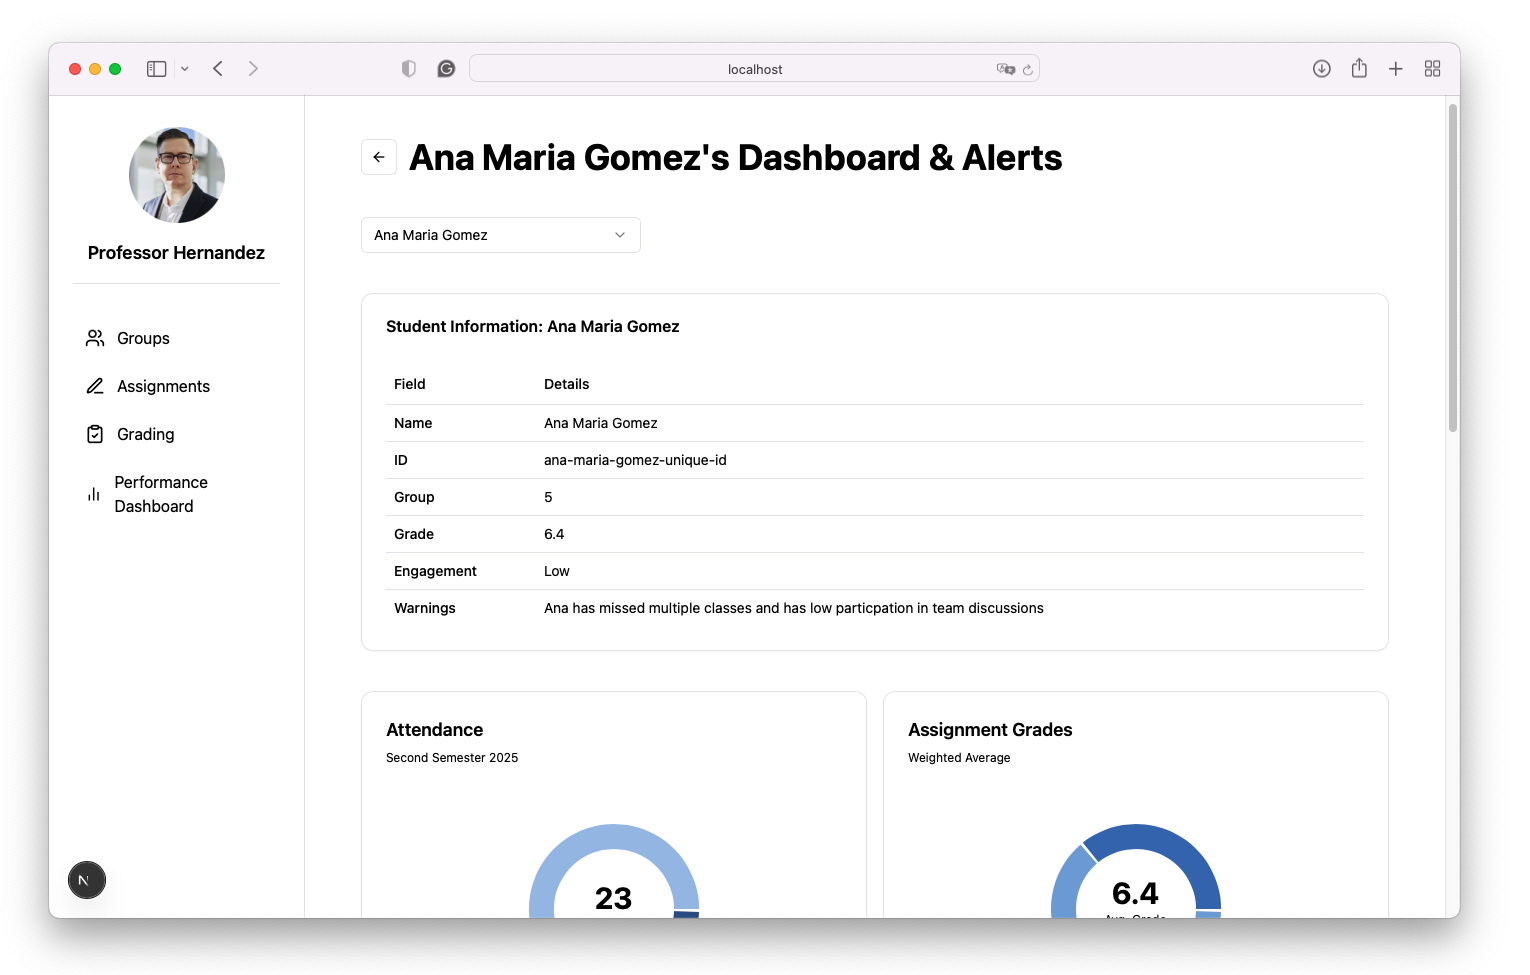 localhost
Professor Hernandez
Groups
Assignments
Grading
Performance
Dashboard
N
Ana Maria Gomez's Dashboard & Alerts
Ana Maria Gomez
Student Information: Ana Maria Gomez
Field Details
Name Ana Maria Gomez
ID ana-maria-gomez-unique-id
Group 5
Grade 6.4
Engagement Low
Warnings Ana has missed multiple classes and has low particpation in team discussions
Attendance
Second Semester 2025
23
Assignment Grades
Weighted Average
6.4
Avg. Grade